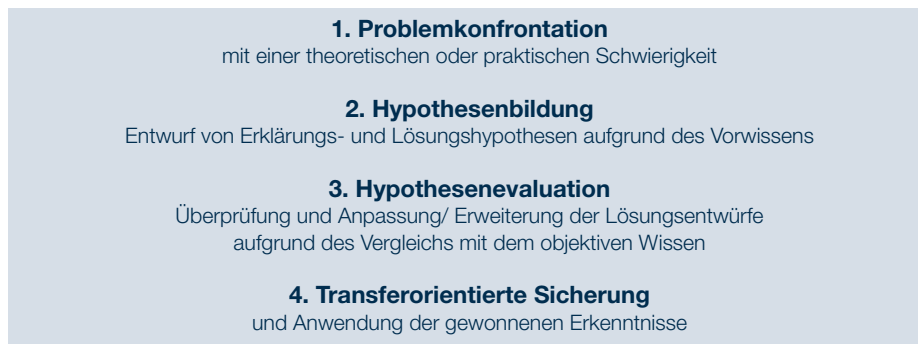 1. Problemkonfrontation
mit einer theoretischen oder praktischen Schwierigkeit
2. Hypothesenbildung
Entwurf von Erklärungs- und Lösungshypothesen aufgrund des Vorwissens
3. Hypothesenevaluation
Überprüfung und Anpassung/ Erweiterung der Lösungsentwürfe
aufgrund des Vergleichs mit dem objektiven Wissen
4. Transferorientierte Sicherung
und Anwendung der gewonnenen Erkenntnisse